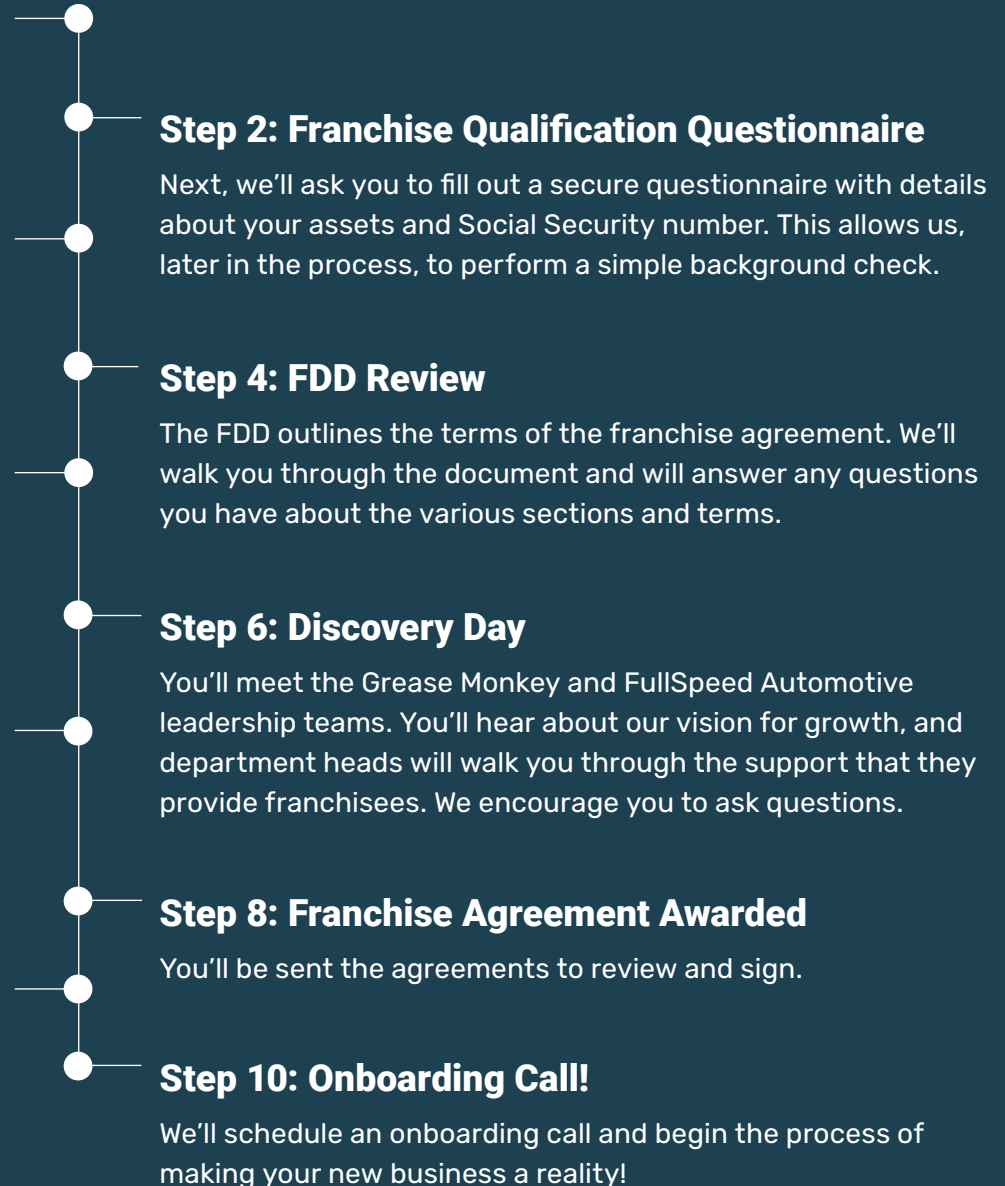 Step 2: Franchise Qualification Questionnaire
Next, we’ll ask you to fill out a secure questionnaire with details
about your assets and Social Security number. This allows us,
later in the process, to perform a simple background check.
Step 4: FDD Review
The FDD outlines the terms of the franchise agreement. We’ll
walk you through the document and will answer any questions
you have about the various sections and terms.
Step 6: Discovery Day
You’ll meet the Grease Monkey and FullSpeed Automotive
leadership teams. You’ll hear about our vision for growth, and
department heads will walk you through the support that they
provide franchisees. We encourage you to ask questions.
Step 8: Franchise Agreement Awarded
You’ll be sent the agreements to review and sign.
Step 10: Onboarding Call!
We’ll schedule an onboarding call and begin the process of
making your new business a reality!